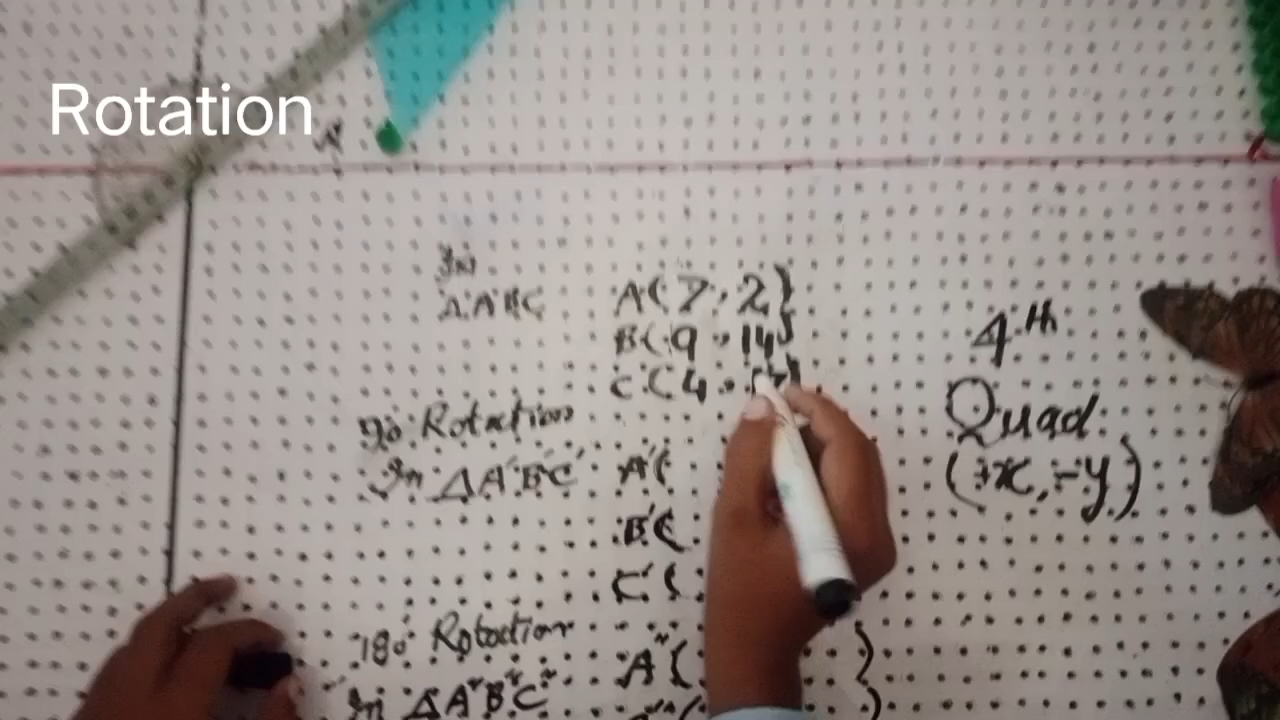 Rotation
In
ΔABC A(7, 2)
B(9, 14)
C(4,
4th
Quad
(+x, -y)
90° Rotation
In ΔA'B'C' A'(
B'(
C'(
180° Rotation
In ΔA"B"C" A"( )